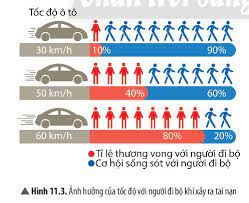 Tốc độ ô tô
30 km/h 10% 90%
50 km/h 40% 60%
60 km/h 80% 20%
Tỉ lệ thương vong với người đi bộ
Cơ hội sống sót với người đi bộ
▲ Hình 11.3. Ảnh hưởng của tốc độ với người đi bộ khi xảy ra tai nạn